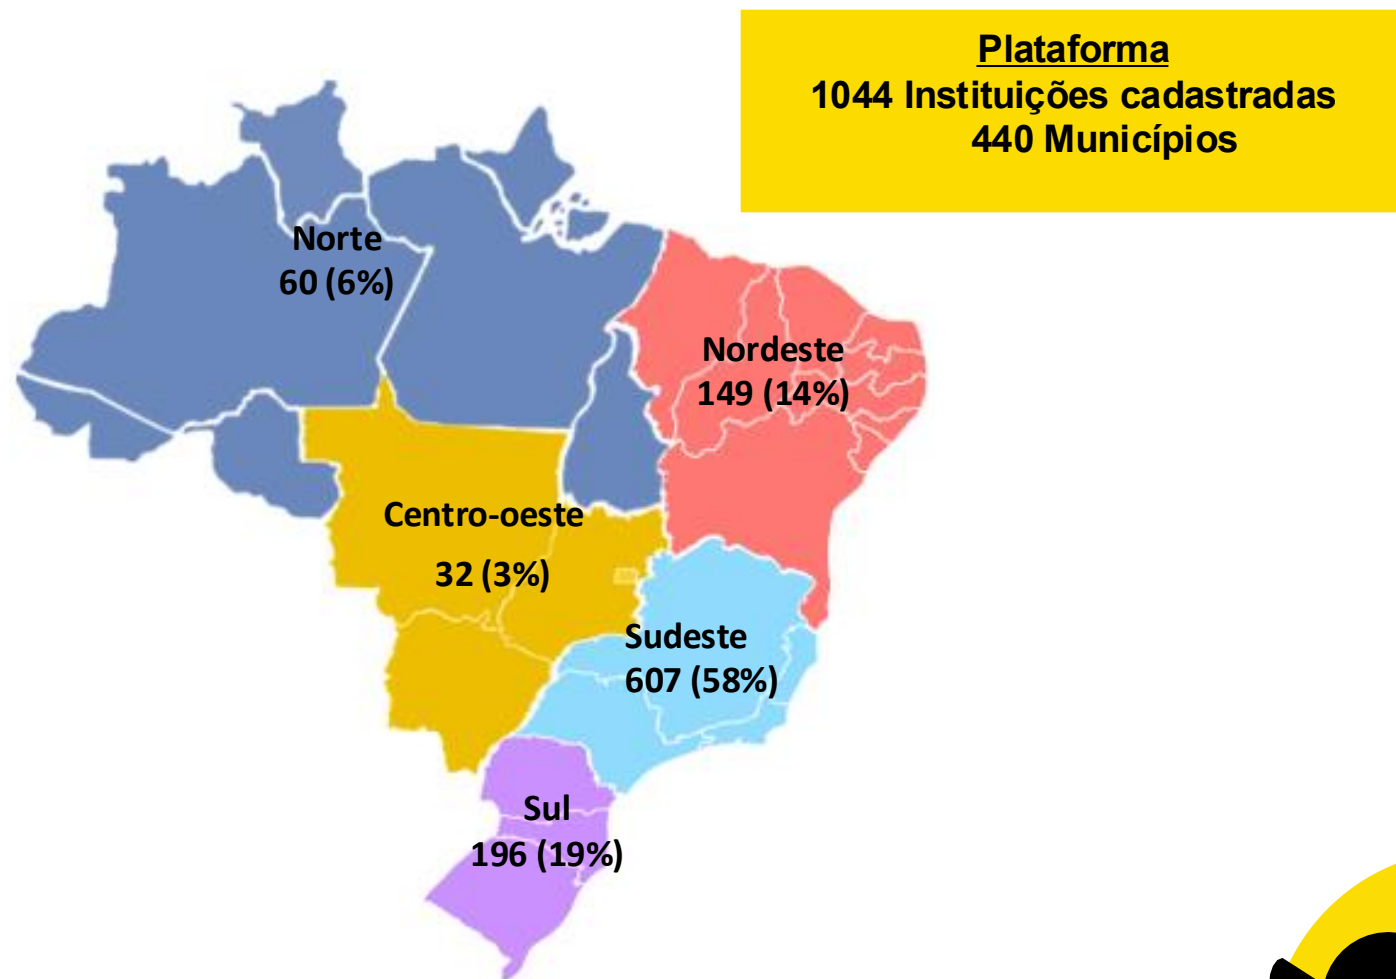 Plataforma
1044 Instituições cadastradas
440 Municípios
Norte
60 (6%)
Nordeste
149 (14%)
Centro-oeste
32 (3%)
Sudeste
607 (58%)
Sul
196 (19%)